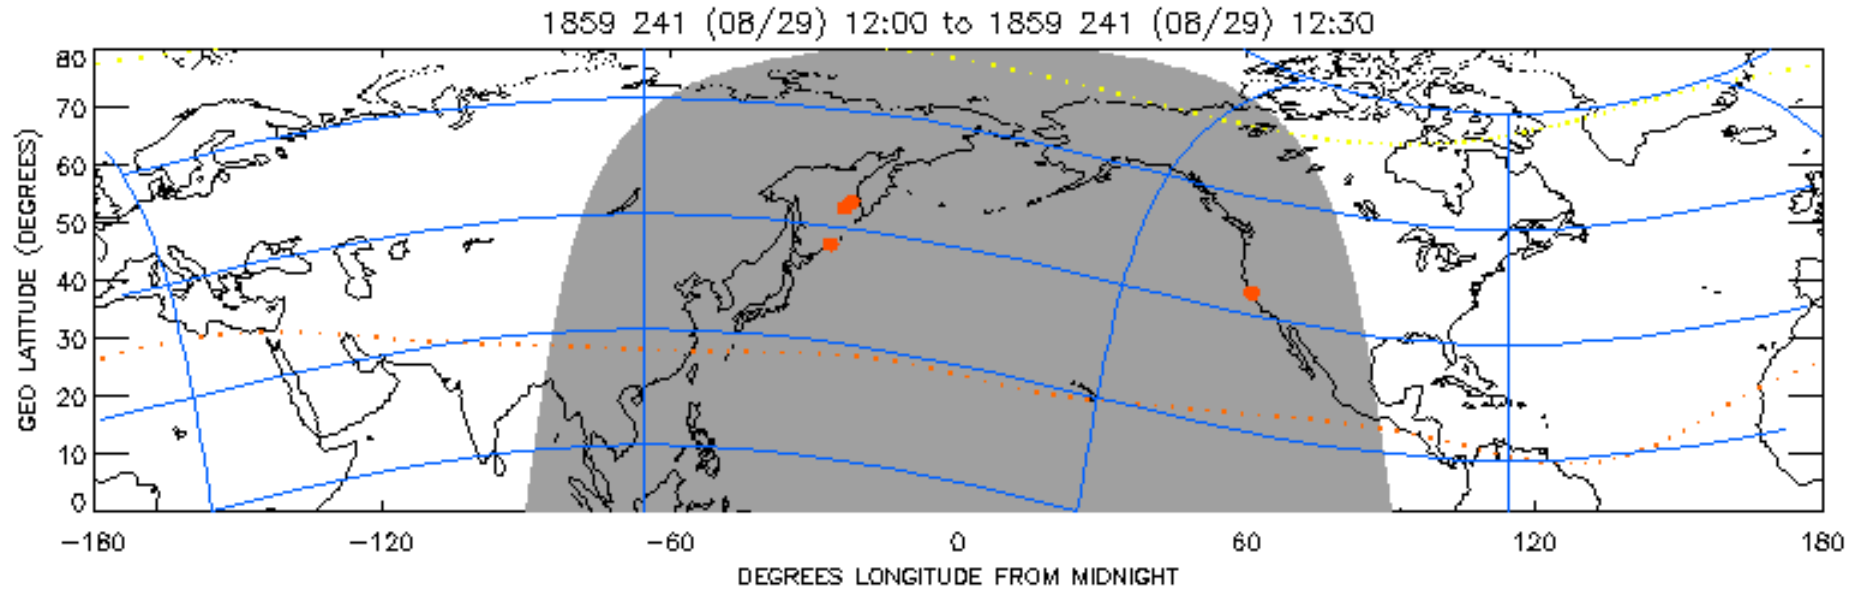 1859 241 (08/29) 12:00 to 1859 241 (08/29) 12:30
80
70
60
50
40
30
20
10
0
GEO LATITUDE (DEGREES)
−180 −120 −60 0 60 120 180
DEGREES LONGITUDE FROM MIDNIGHT